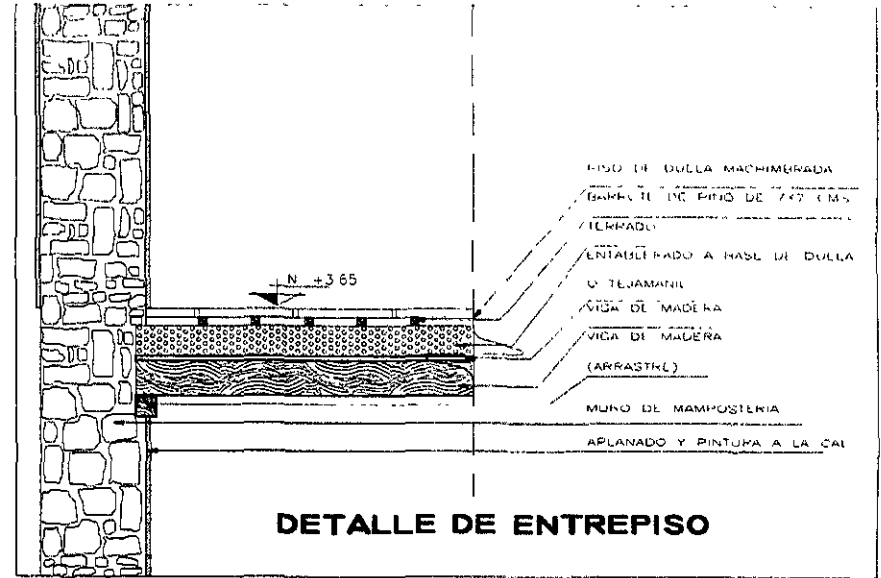 N +3.65
PISO DE DUELA MACHIMBRADA
BARROTE DE PINO DE 7X7 CMS
TERRADO
ENTABLERADO A BASE DE DUELA
O TEJAMANIL
VIGA DE MADERA
VIGA DE MADERA
(ARRASTRE)
MURO DE MAMPOSTERIA
APLANADO Y PINTURA A LA CAL
DETALLE DE ENTREPISO